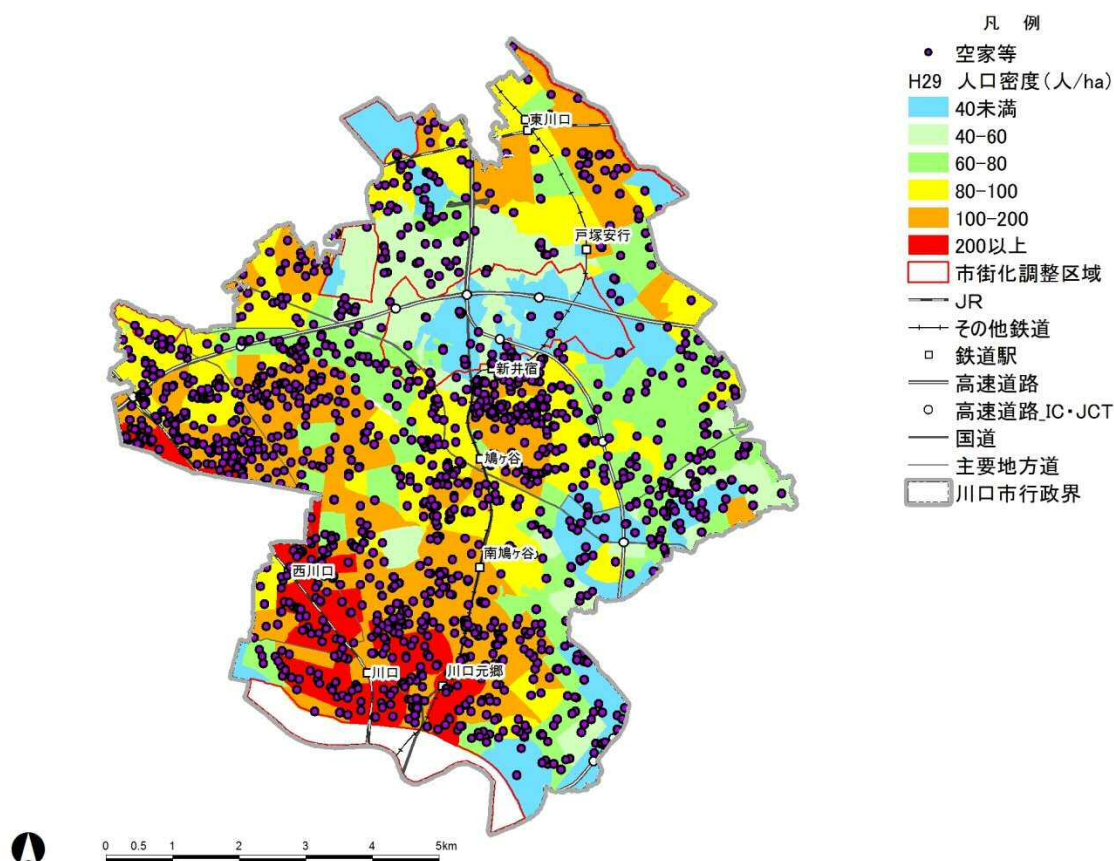 凡 例
空家等
H29 人口密度(人/ha)
40未満
40-60
60-80
80-100
100-200
200以上
市街化調整区域
JR
その他鉄道
鉄道駅
高速道路
高速道路_IC・JCT
国道
主要地方道
川口市行政界
東川口
戸塚安行
新井宿
鳩ヶ谷
南鳩ヶ谷
西川口
川口
川口元郷
0 0.5 1 2 3 4 5km